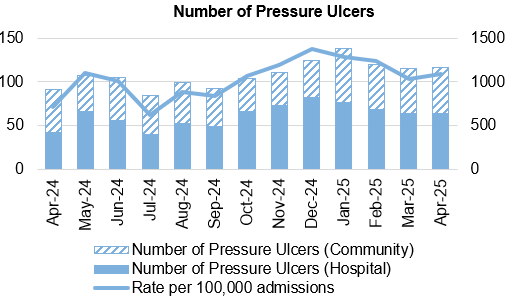 Number of Pressure Ulcers
150 1500
100 1000
50 500
0 0
Apr-24 May-24 Jun-24 Jul-24 Aug-24 Sep-24 Oct-24 Nov-24 Dec-24 Jan-25 Feb-25 Mar-25 Apr-25
Number of Pressure Ulcers (Community)
Number of Pressure Ulcers (Hospital)
Rate per 100,000 admissions